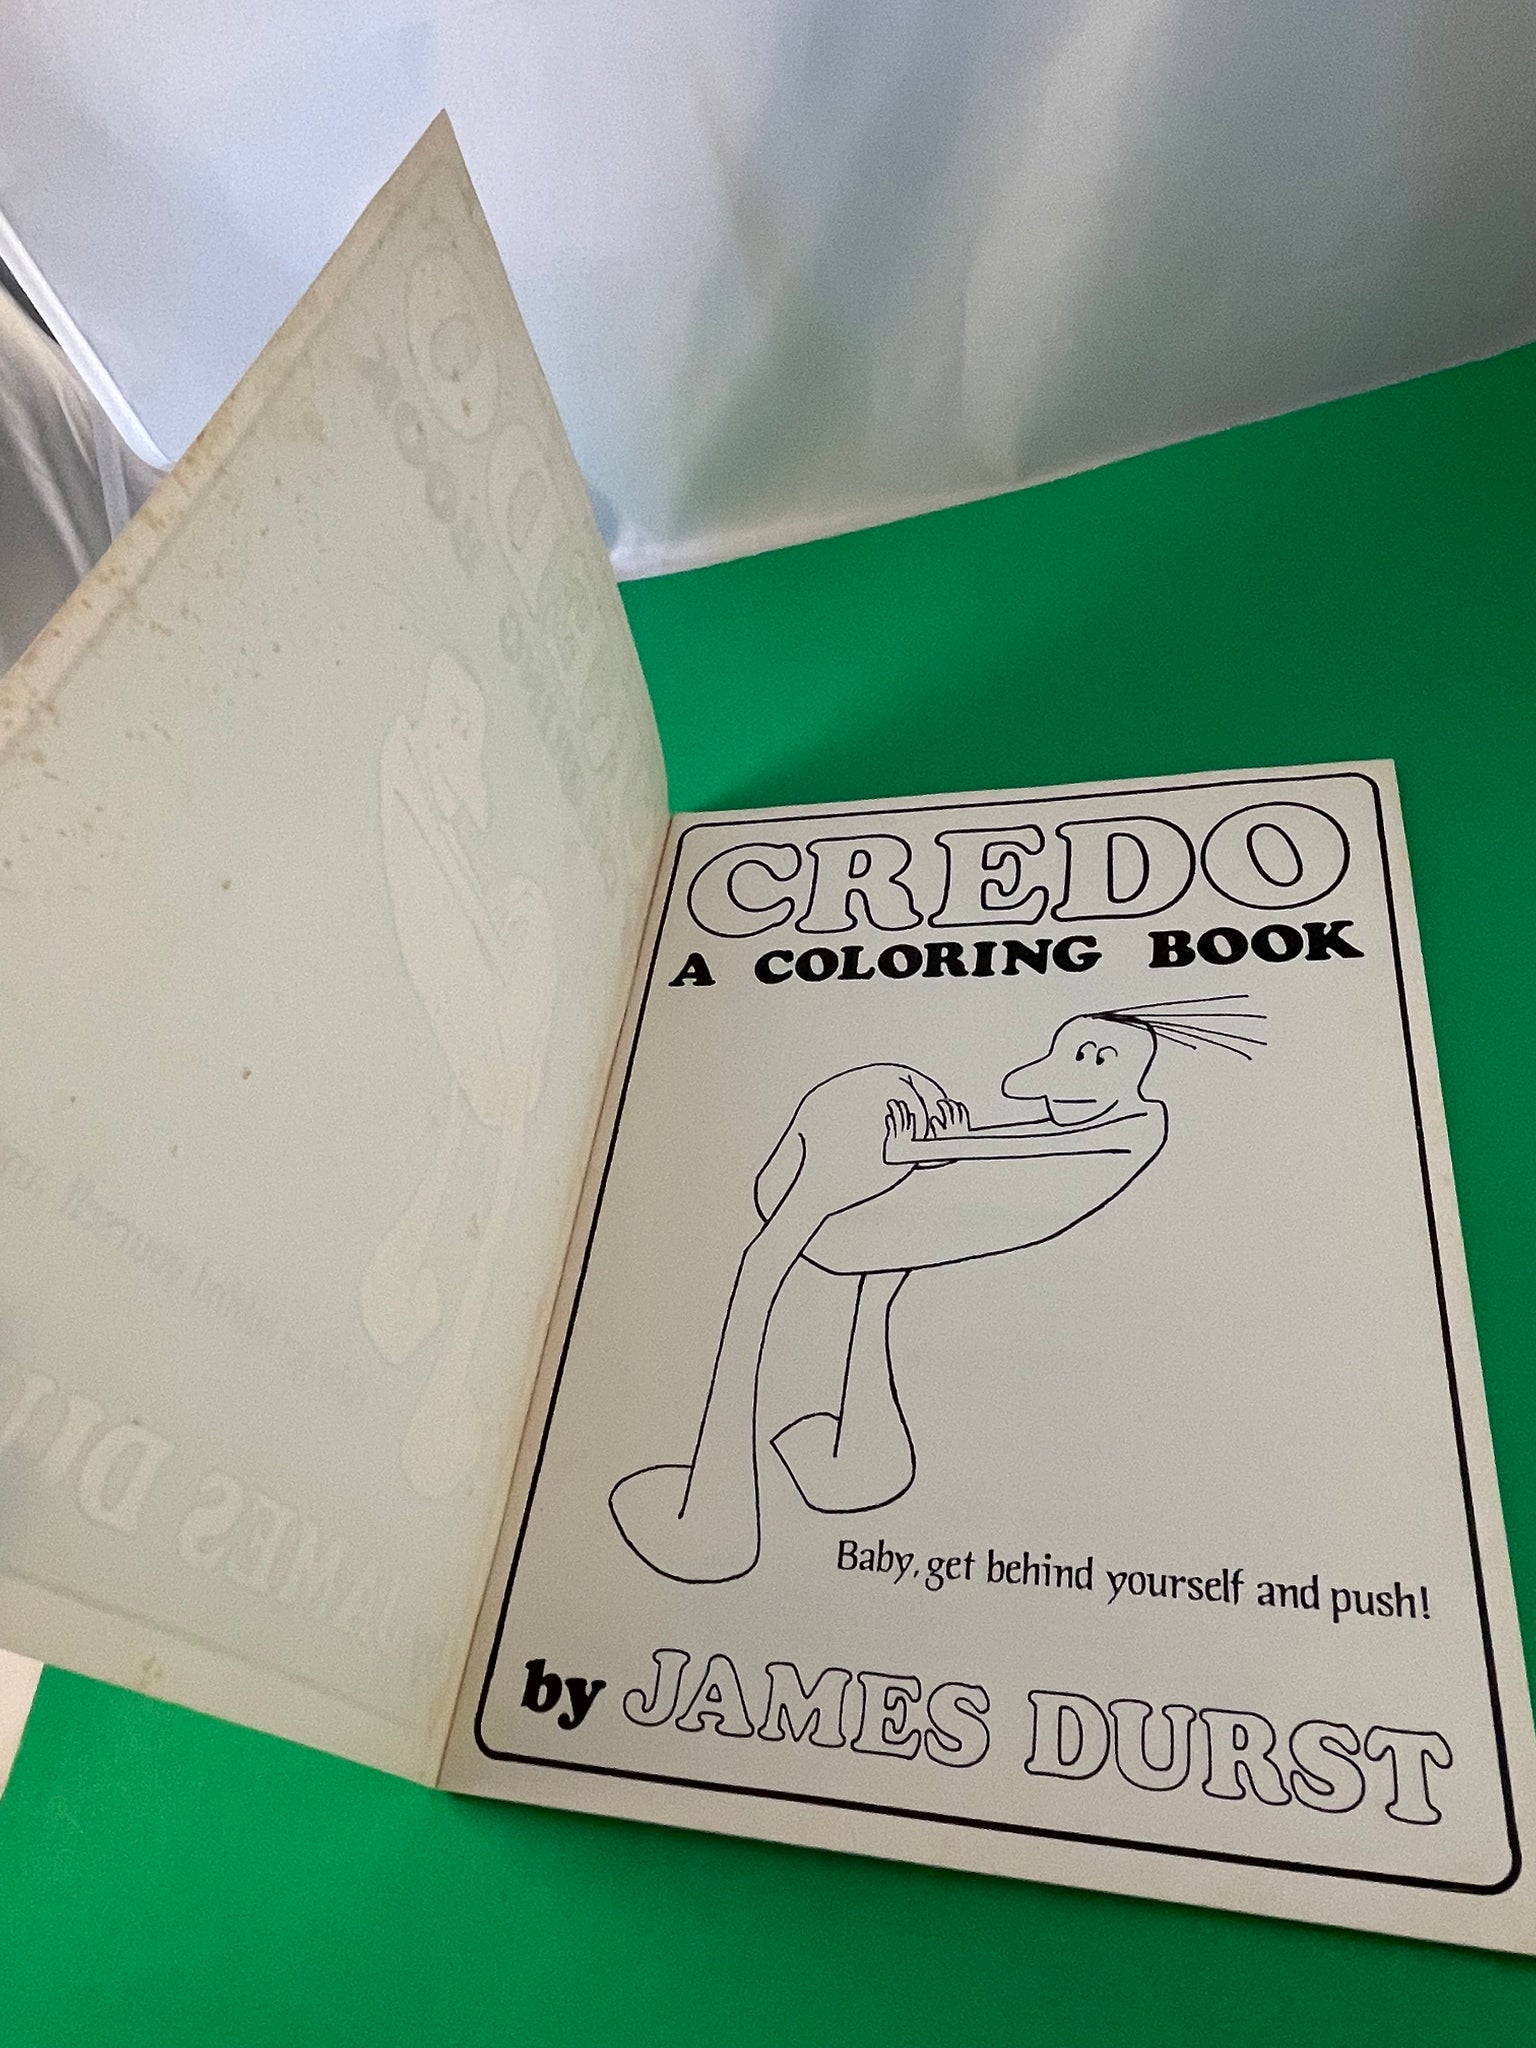 CREDO
A COLORING BOOK
Baby, get behind yourself and push!
by JAMES DURST